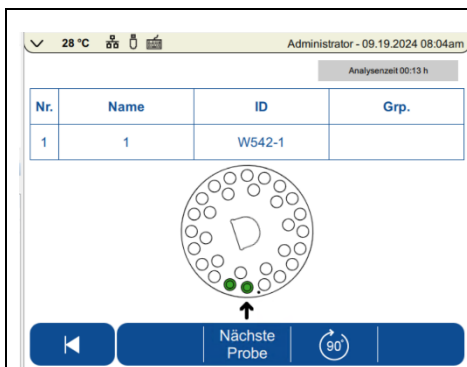 28 °C Administrator - 09.19.2024 08:04am
Analysenzeit 00:13 h
Nr. Name ID Grp.
1 1 W542-1
Nächste
Probe
90°